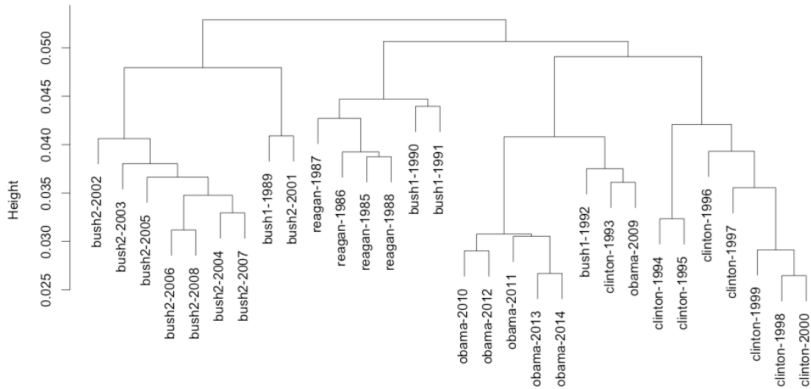 Height
0.050
0.045
0.040
0.035
0.030
0.025
bush2-2002
bush2-2003
bush2-2005
bush2-2006
bush2-2008
bush2-2004
bush2-2007
bush1-1989
bush2-2001
reagan-1987
reagan-1986
reagan-1985
reagan-1988
bush1-1990
bush1-1991
obama-2010
obama-2012
obama-2011
obama-2013
obama-2014
bush1-1992
clinton-1993
obama-2009
clinton-1994
clinton-1995
clinton-1996
clinton-1997
clinton-1999
clinton-1998
clinton-2000